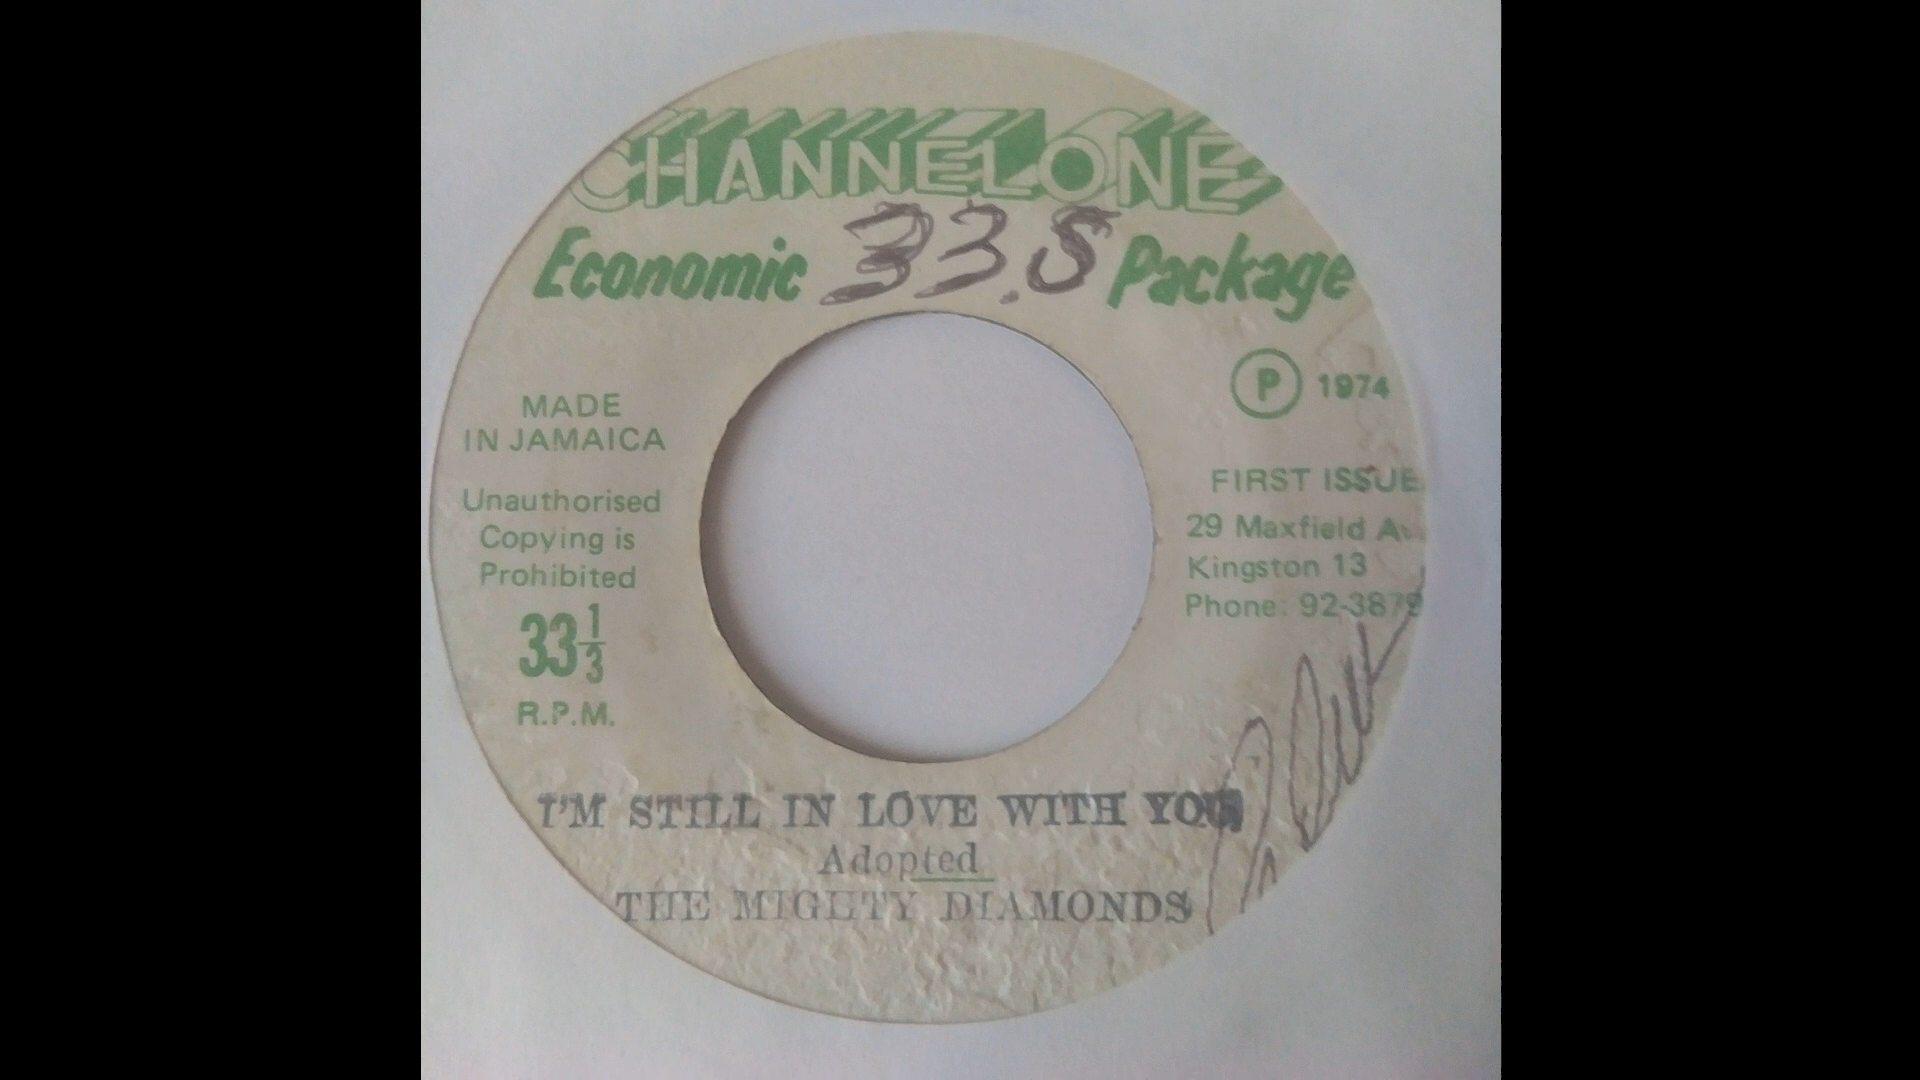 CHANNEL ONE
Economic 33.S Package
MADE
IN JAMAICA
Unauthorised
Copying is
Prohibited
33 1/3
R.P.M.
P 1974
FIRST ISSUE
29 Maxfield
Kingston 13
Phone: 92-3879
I'M STILL IN LOVE WITH YOU
Adopted
THE MIGHTY DIAMONDS